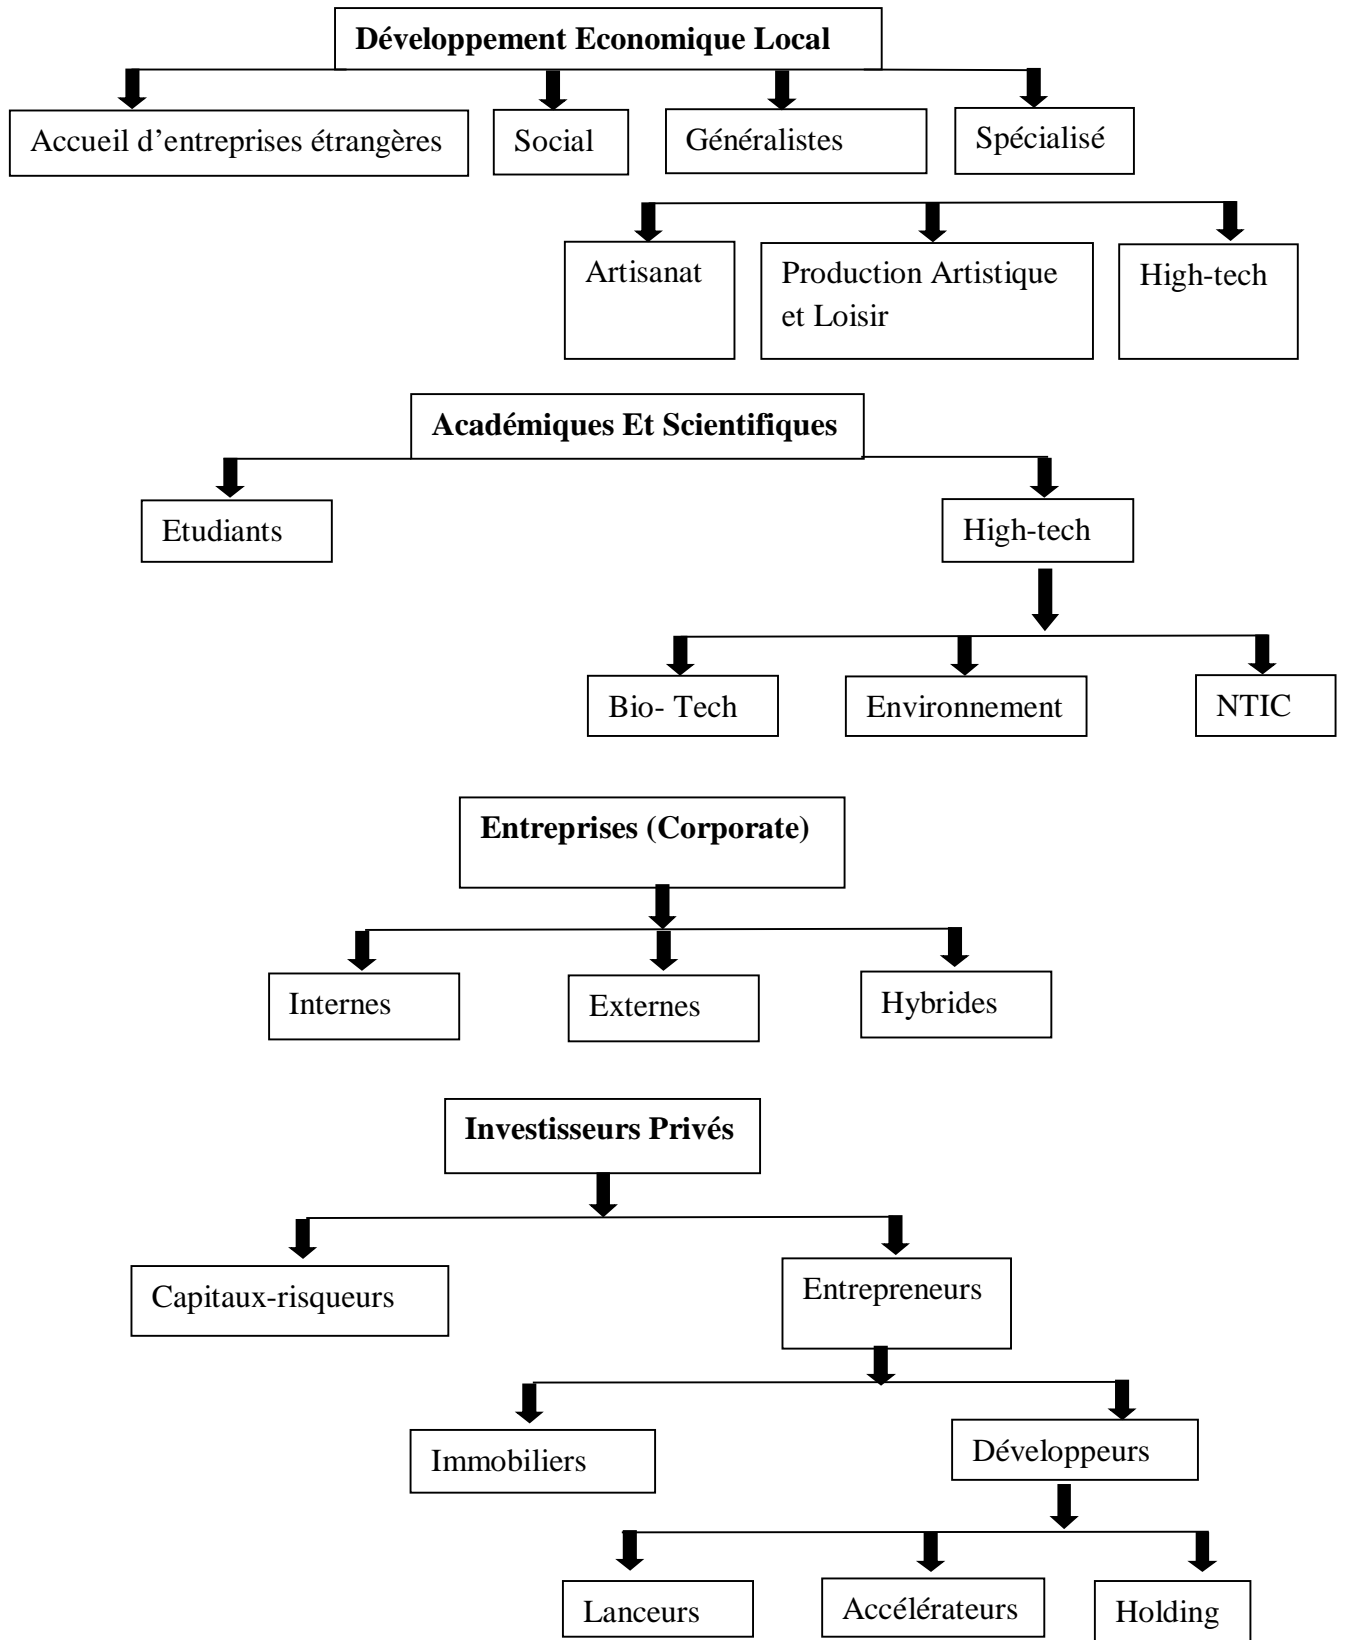 Développement Economique Local
Accueil d'entreprises étrangères
Social
Généralistes
Spécialisé
Artisanat
Production Artistique
et Loisir
High-tech
Académiques Et Scientifiques
Etudiants
High-tech
Bio- Tech
Environnement
NTIC
Entreprises (Corporate)
Internes
Externes
Hybrides
Investisseurs Privés
Capitaux-risqueurs
Entrepreneurs
Immobiliers
Développeurs
Lanceurs
Accélérateurs
Holding